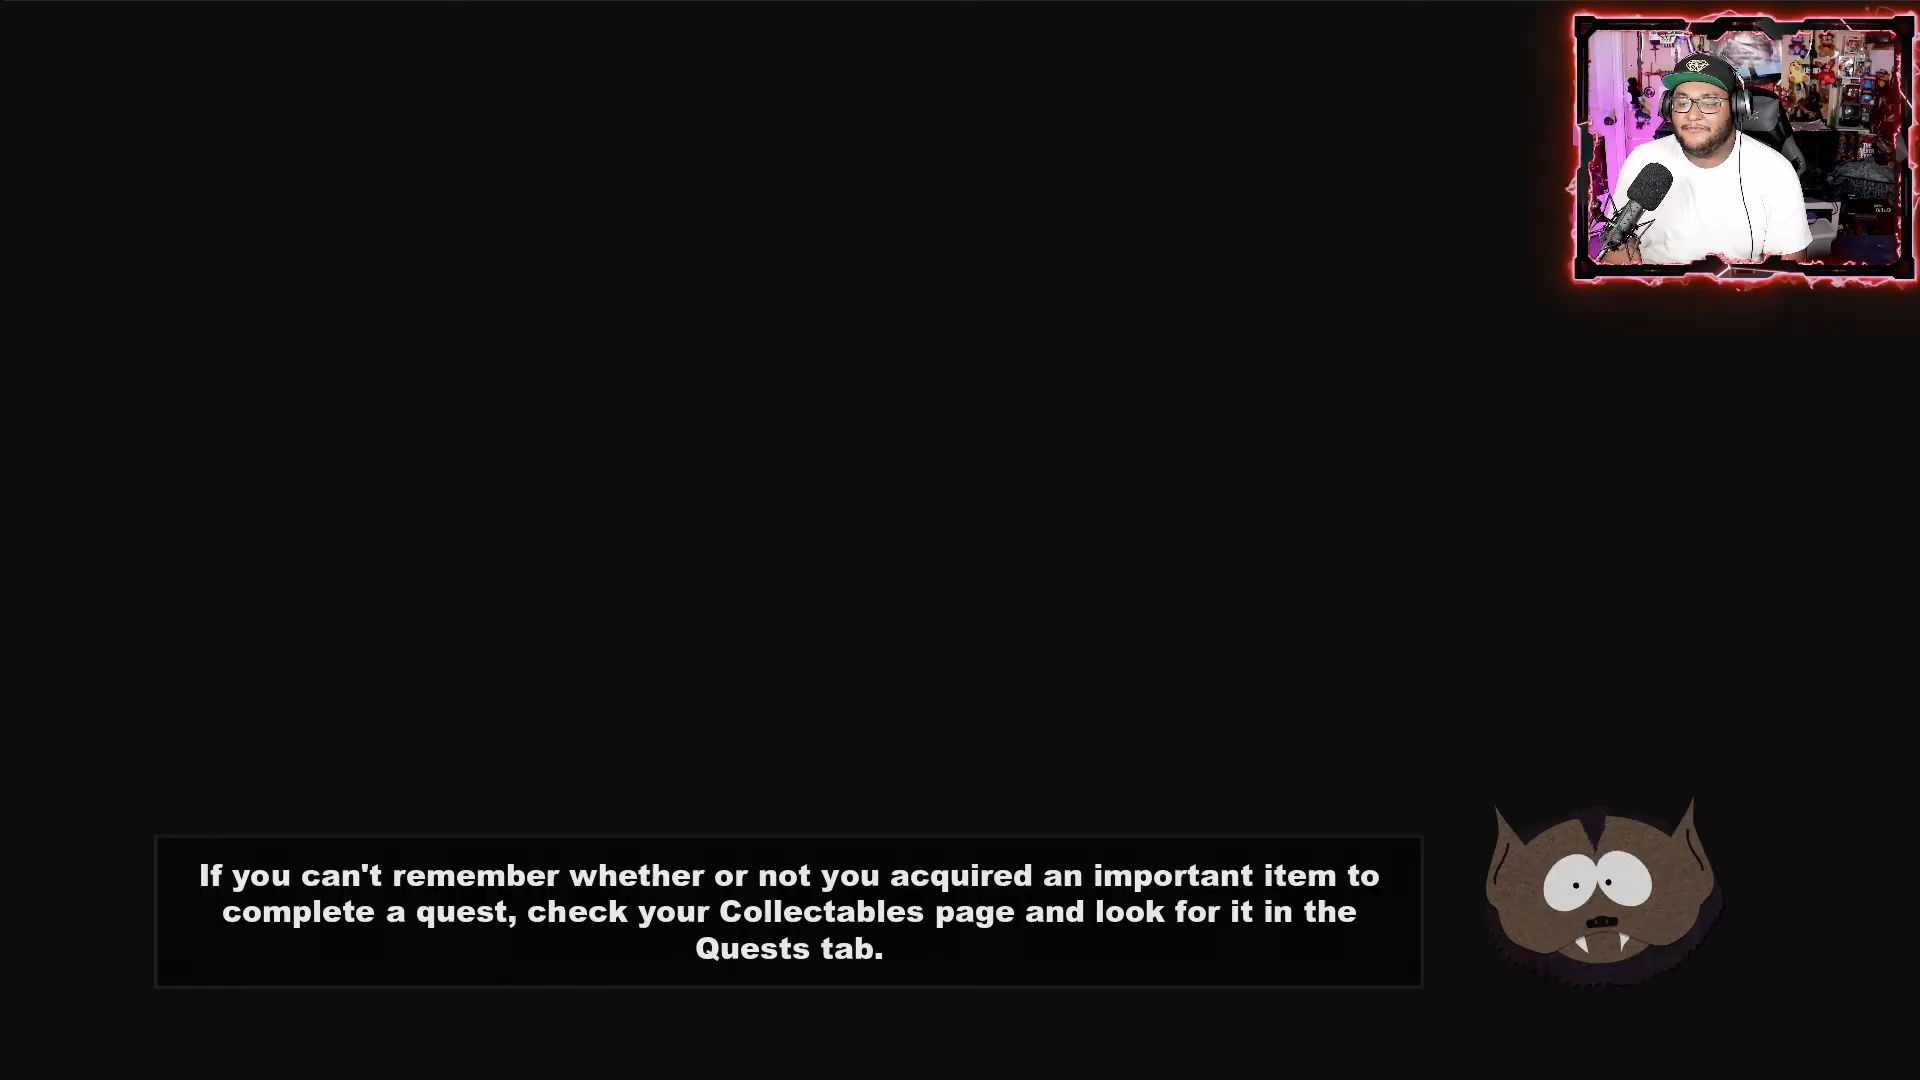 If you can't remember whether or not you acquired an important item to
complete a quest, check your Collectables page and look for it in the
Quests tab.